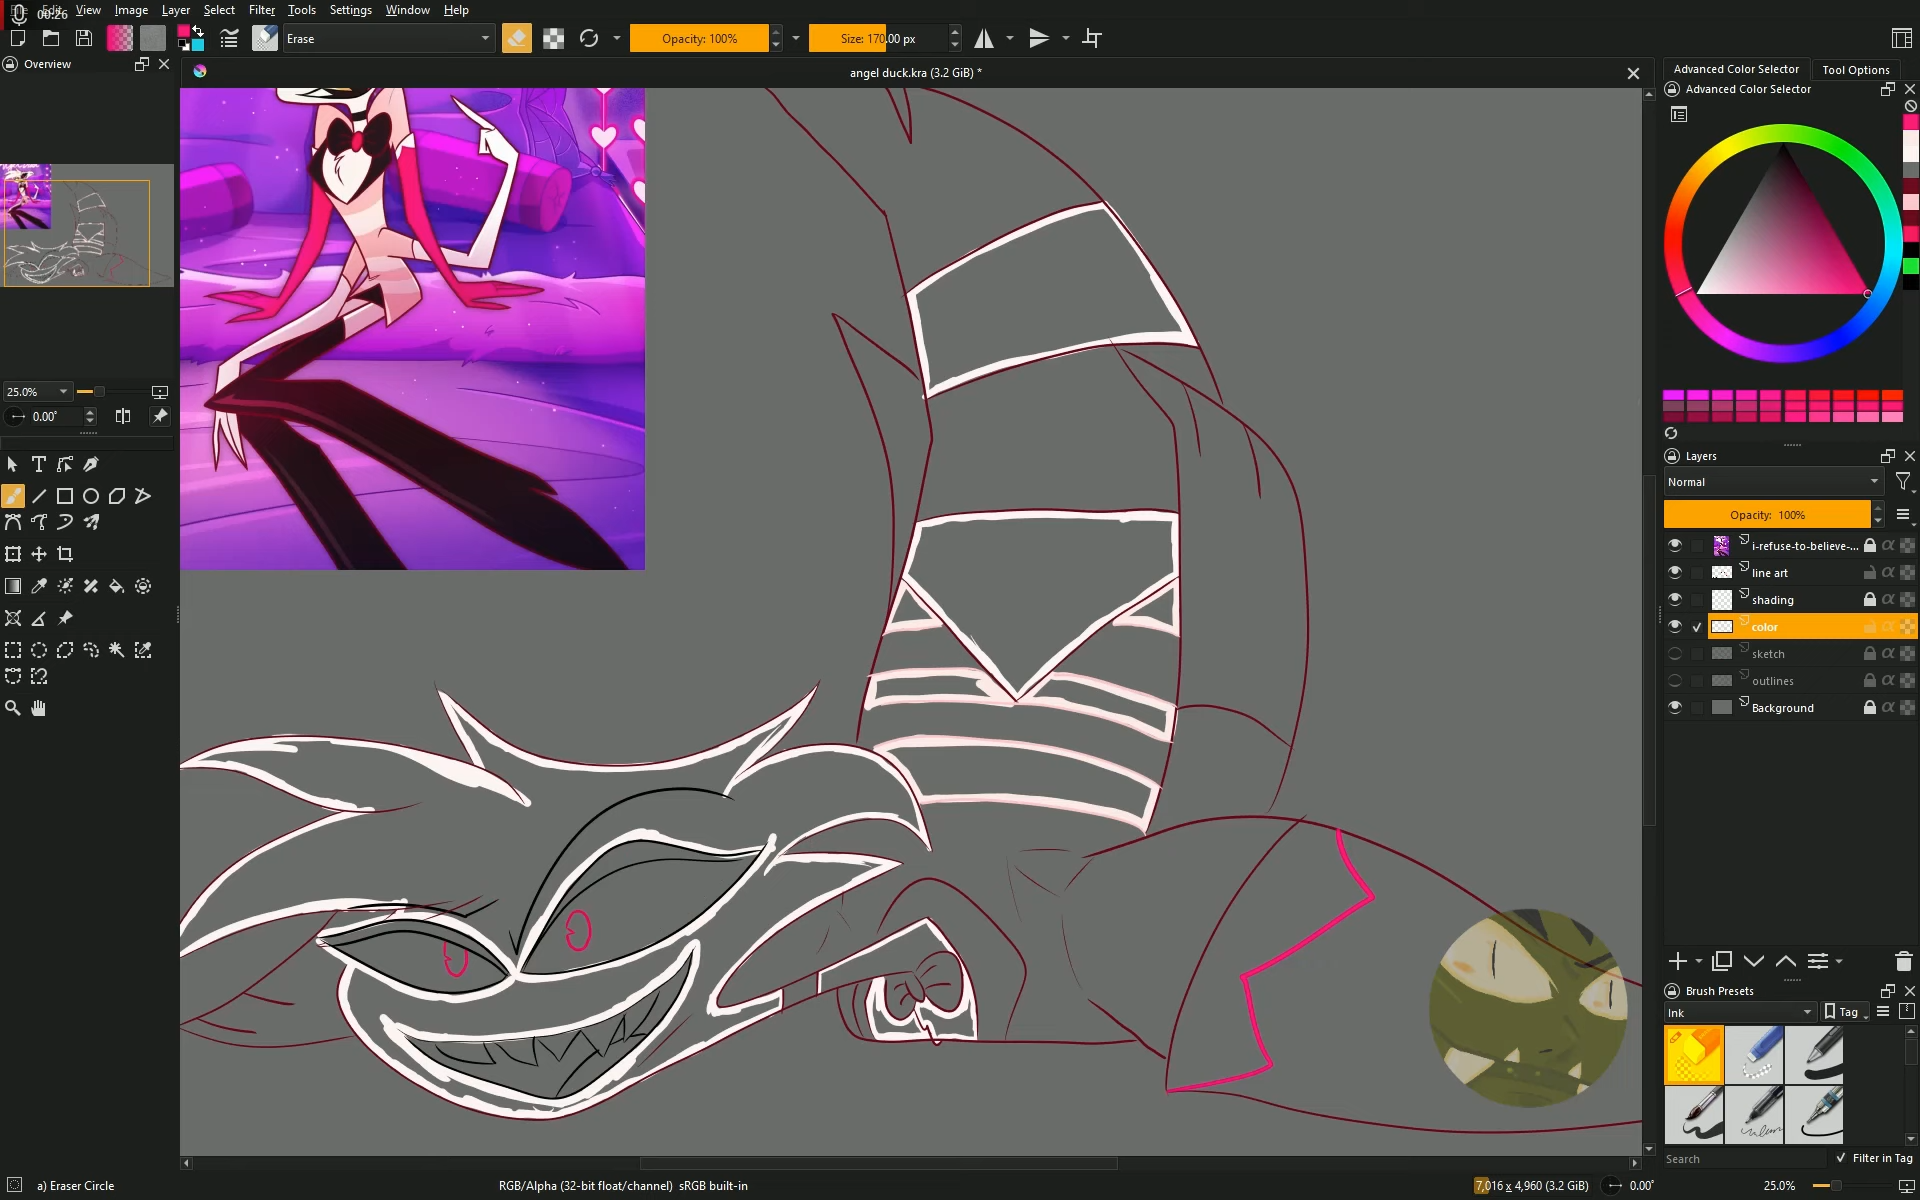 00:26
File Edit View Image Layer Select Filter Tools Settings Window Help
Erase
Opacity: 100%
Size: 170.00 px
Overview
angel duck.kra (3.2 GiB) *
Advanced Color Selector
Tool Options
Advanced Color Selector
25.0%
0.00°
Layers
Normal
Opacity: 100%
i-refuse-to-believe-...
line art
shading
color
sketch
outlines
Background
Brush Presets
Ink
Tag
Search
Filter in Tag
a) Eraser Circle
RGB/Alpha (32-bit float/channel) sRGB built-in
7,016 x 4,960 (3.2 GiB)
0.00°
25.0%